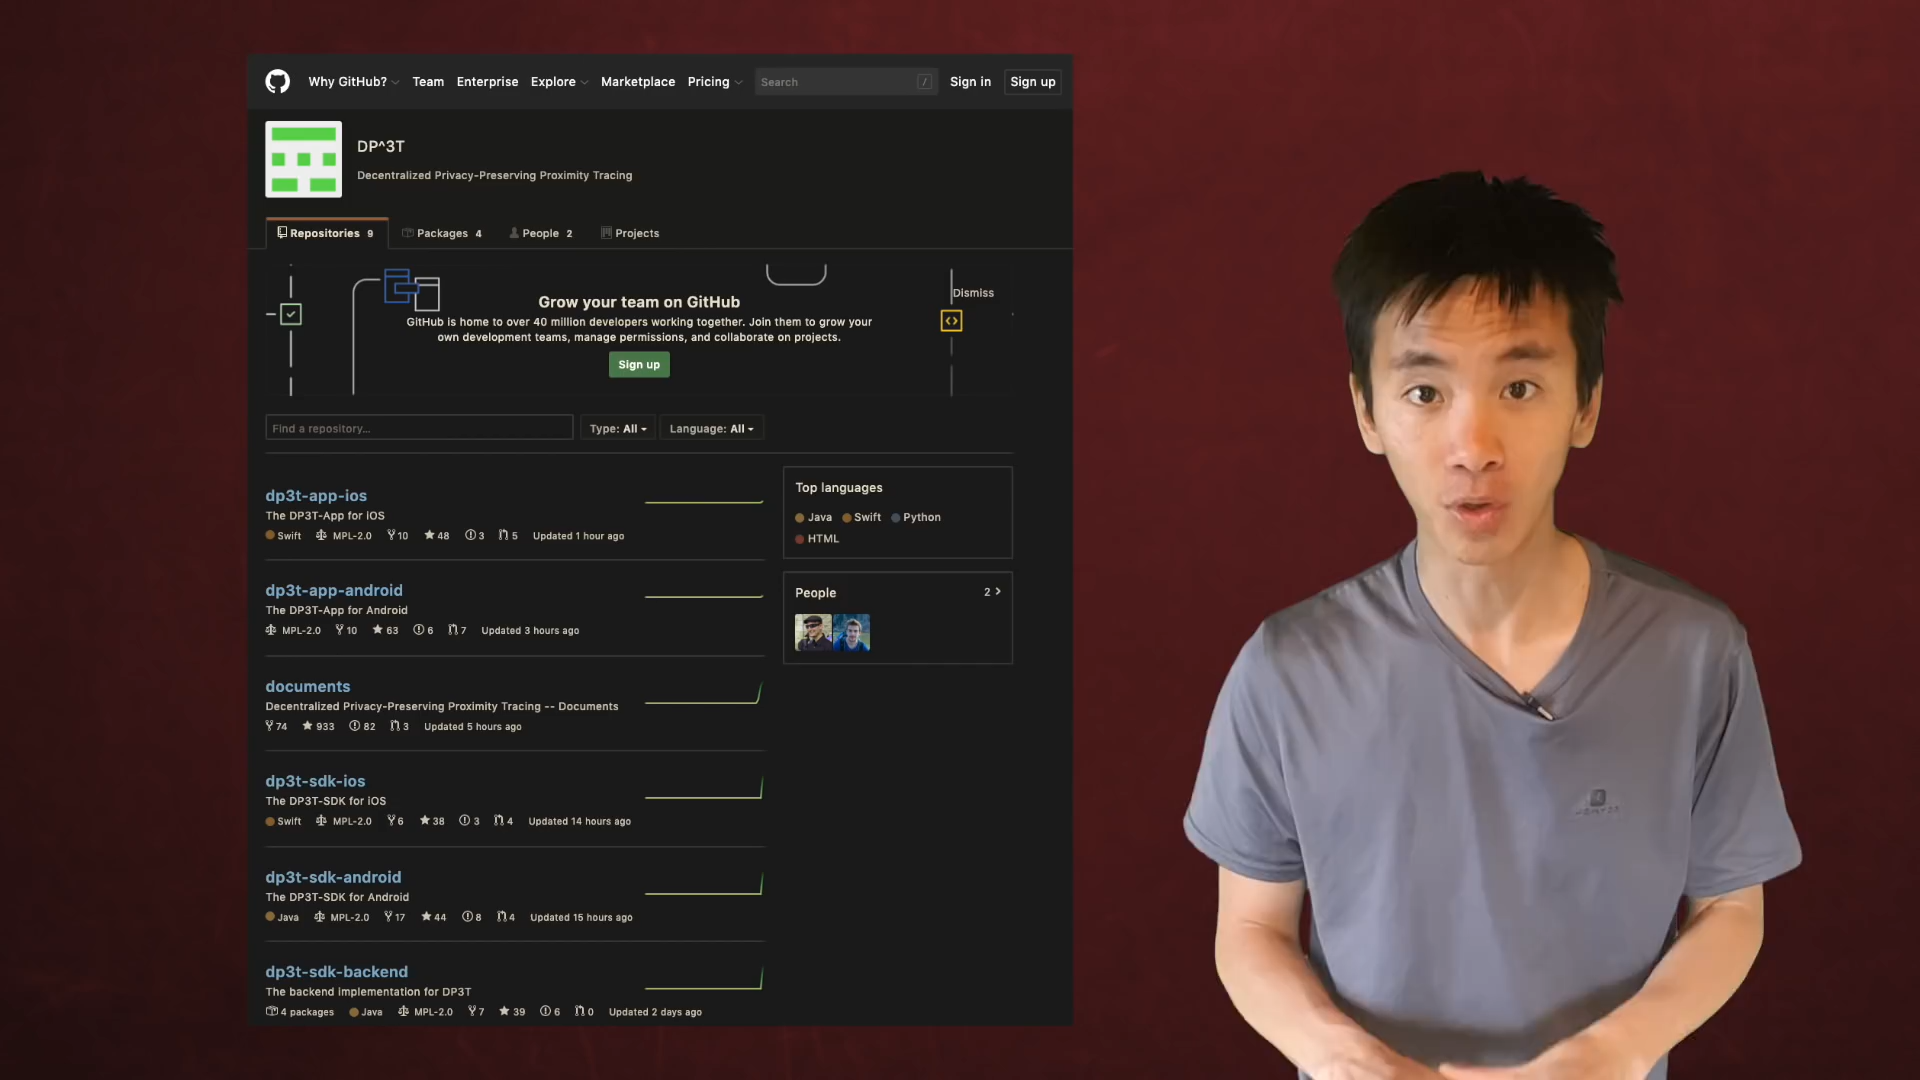 Why GitHub? Team Enterprise Explore Marketplace Pricing Search / Sign in Sign up
DP^3T
Decentralized Privacy-Preserving Proximity Tracing
Repositories 9 Packages 4 People 2 Projects
Dismiss
Grow your team on GitHub
GitHub is home to over 40 million developers working together. Join them to grow your
own development teams, manage permissions, and collaborate on projects.
Sign up
Find a repository... Type: All Language: All
dp3t-app-ios
The DP3T-App for iOS
Swift MPL-2.0 10 48 3 5 Updated 1 hour ago
dp3t-app-android
The DP3T-App for Android
MPL-2.0 10 63 6 7 Updated 3 hours ago
documents
Decentralized Privacy-Preserving Proximity Tracing -- Documents
74 933 82 3 Updated 5 hours ago
dp3t-sdk-ios
The DP3T-SDK for iOS
Swift MPL-2.0 6 38 3 4 Updated 14 hours ago
dp3t-sdk-android
The DP3T-SDK for Android
Java MPL-2.0 17 44 8 4 Updated 15 hours ago
dp3t-sdk-backend
The backend implementation for DP3T
4 packages Java MPL-2.0 7 39 6 0 Updated 2 days ago
Top languages
Java Swift Python
HTML
People 2